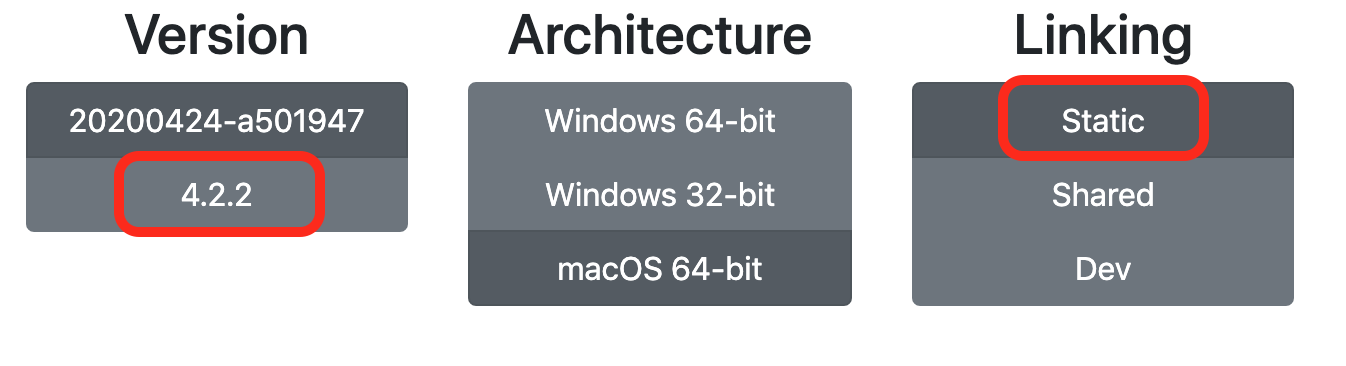 Version
20200424-a501947
4.2.2
Architecture
Windows 64-bit
Windows 32-bit
macOS 64-bit
Linking
Static
Shared
Dev